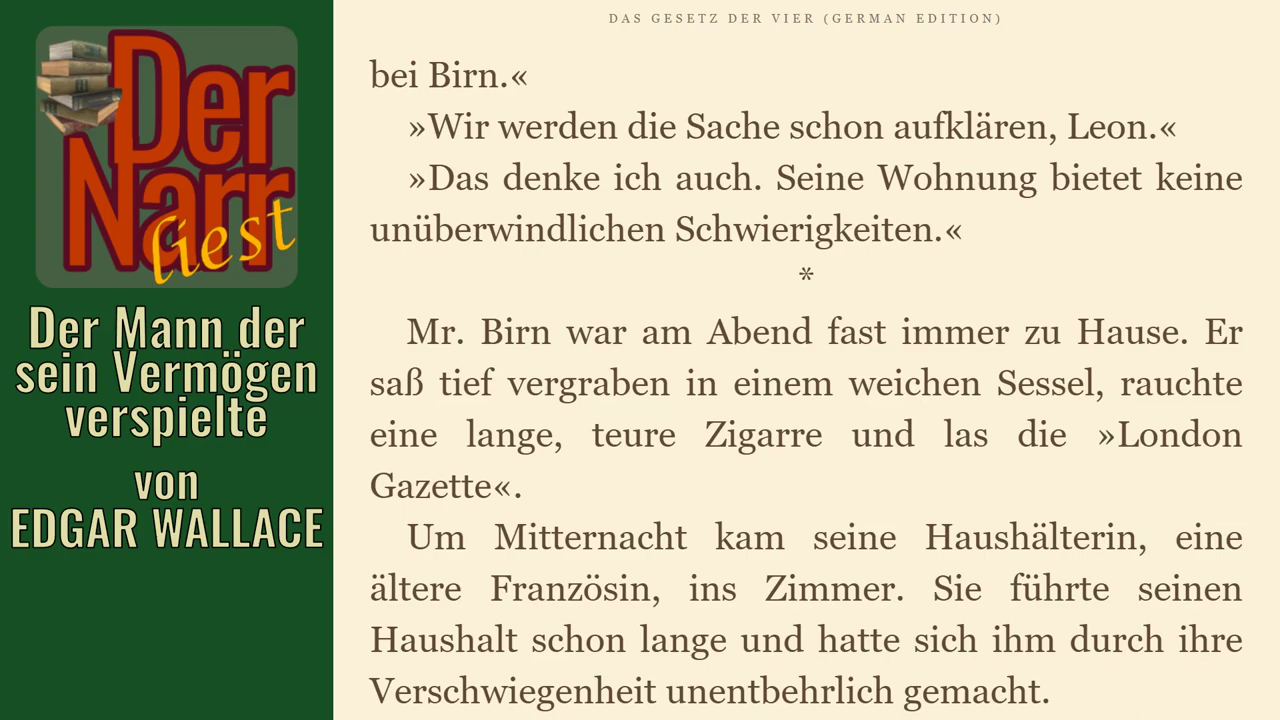 Der
Narr
liest
Der Mann der
sein Vermögen
verspielte
von
EDGAR WALLACE
DAS GESETZ DER VIER (GERMAN EDITION)
bei Birn.«
»Wir werden die Sache schon aufklären, Leon.«
»Das denke ich auch. Seine Wohnung bietet keine
unüberwindlichen Schwierigkeiten.«
*
Mr. Birn war am Abend fast immer zu Hause. Er
saß tief vergraben in einem weichen Sessel, rauchte
eine lange, teure Zigarre und las die »London
Gazette«.
Um Mitternacht kam seine Haushälterin, eine
ältere Französin, ins Zimmer. Sie führte seinen
Haushalt schon lange und hatte sich ihm durch ihre
Verschwiegenheit unentbehrlich gemacht.